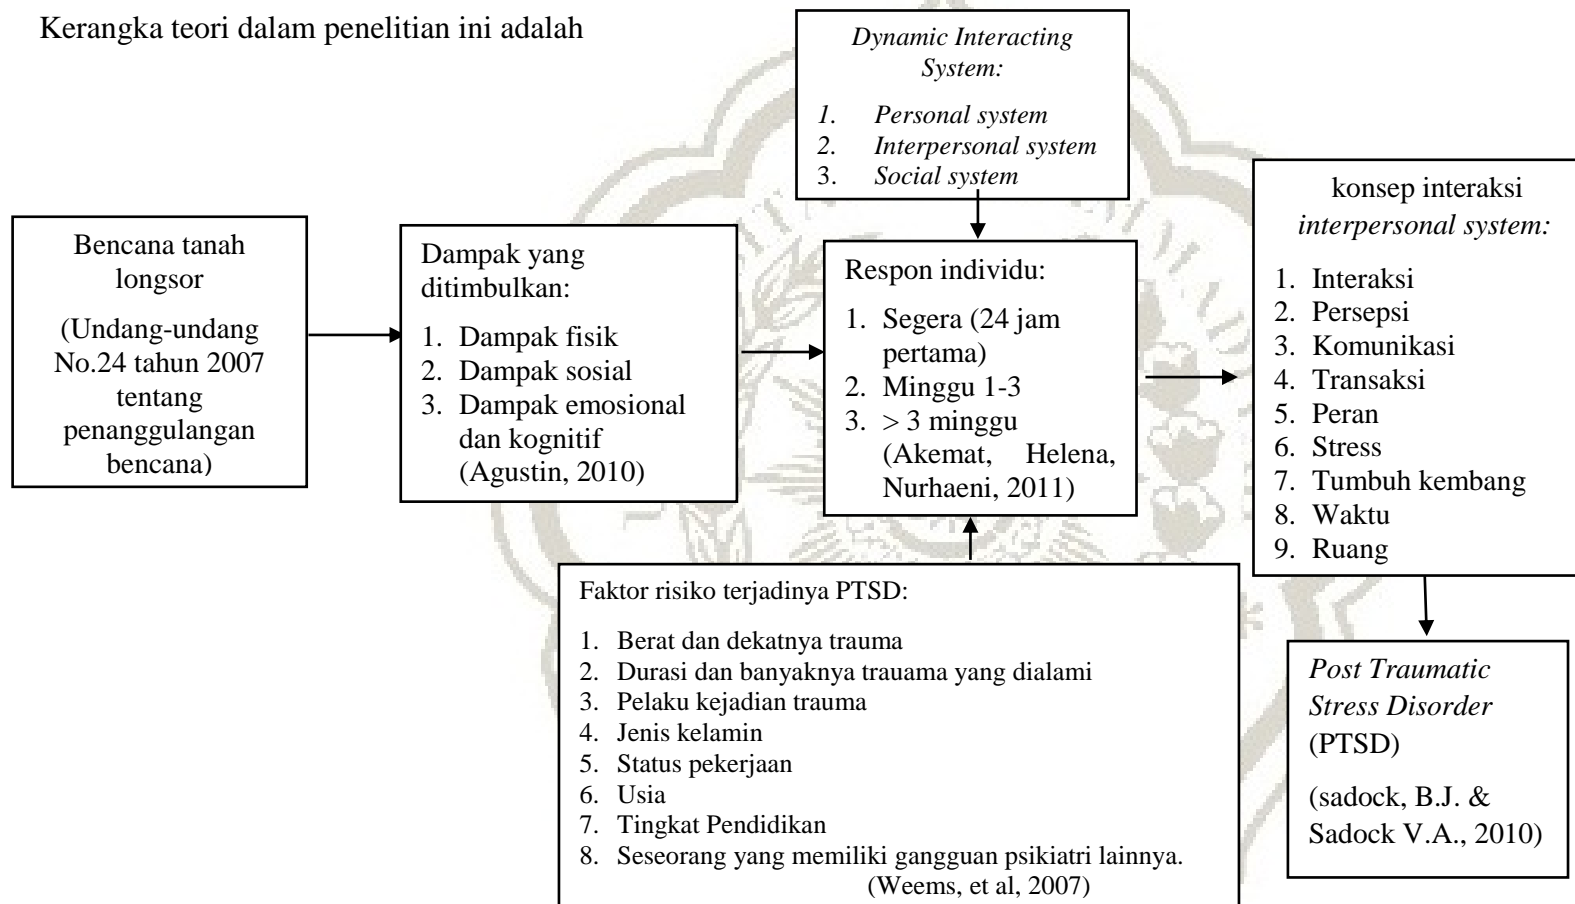 Kerangka teori dalam penelitian ini adalah
Dynamic Interacting
System:
1. Personal system
2. Interpersonal system
3. Social system
Bencana tanah
longsor
(Undang-undang
No.24 tahun 2007
tentang
penanggulangan
bencana)
Dampak yang
ditimbulkan:
1. Dampak fisik
2. Dampak sosial
3. Dampak emosional
dan kognitif
(Agustin, 2010)
Respon individu:
1. Segera (24 jam
pertama)
2. Minggu 1-3
3. > 3 minggu
(Akemat, Helena,
Nurhaeni, 2011)
konsep interaksi
interpersonal system:
1. Interaksi
2. Persepsi
3. Komunikasi
4. Transaksi
5. Peran
6. Stress
7. Tumbuh kembang
8. Waktu
9. Ruang
Faktor risiko terjadinya PTSD:
1. Berat dan dekatnya trauma
2. Durasi dan banyaknya trauama yang dialami
3. Pelaku kejadian trauma
4. Jenis kelamin
5. Status pekerjaan
6. Usia
7. Tingkat Pendidikan
8. Seseorang yang memiliki gangguan psikiatri lainnya.
(Weems, et al, 2007)
Post Traumatic
Stress Disorder
(PTSD)
(sadock, B.J. &
Sadock V.A., 2010)